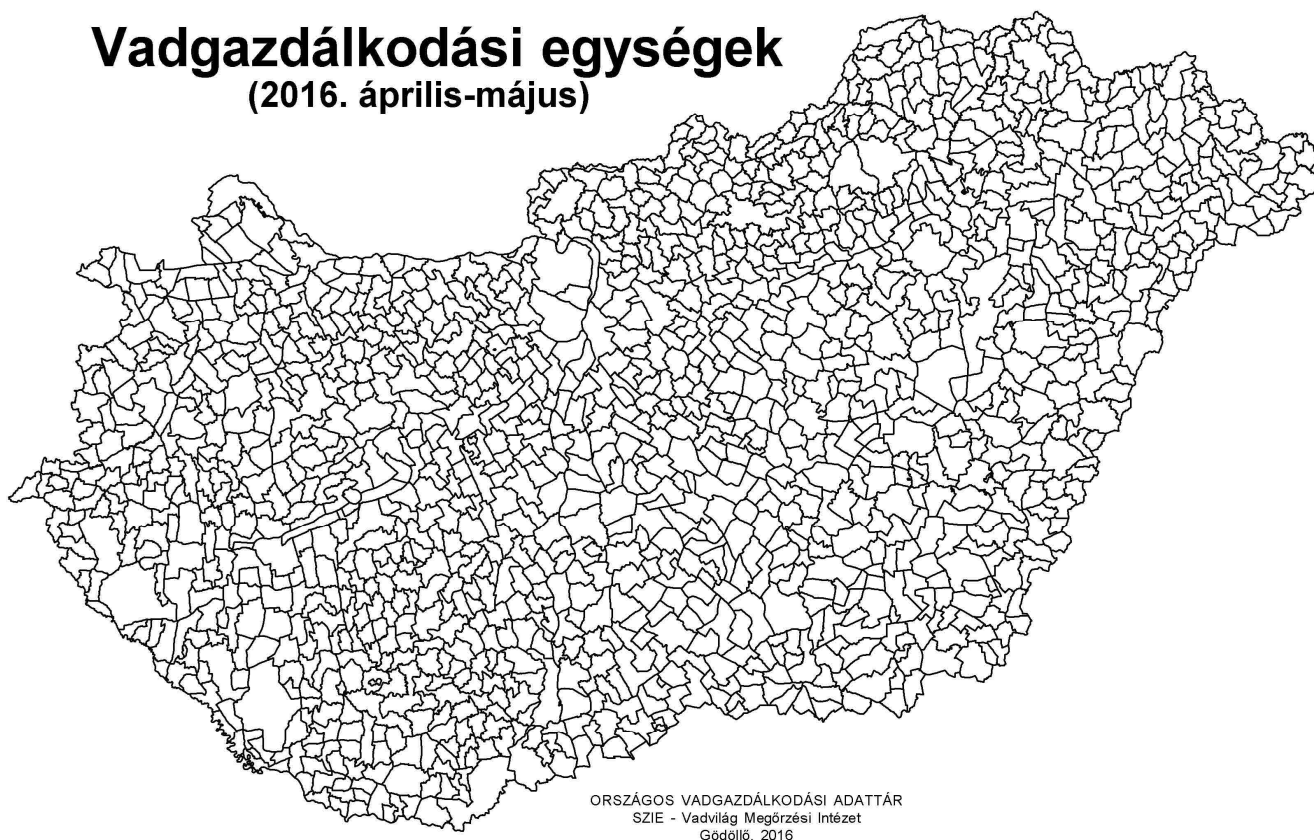 Vadgazdálkodási egységek
(2016. április-május)
ORSZÁGOS VADGAZDÁLKODÁSI ADATTÁR
SZIE - Vadvilág Megőrzési Intézet
Gödöllő, 2016